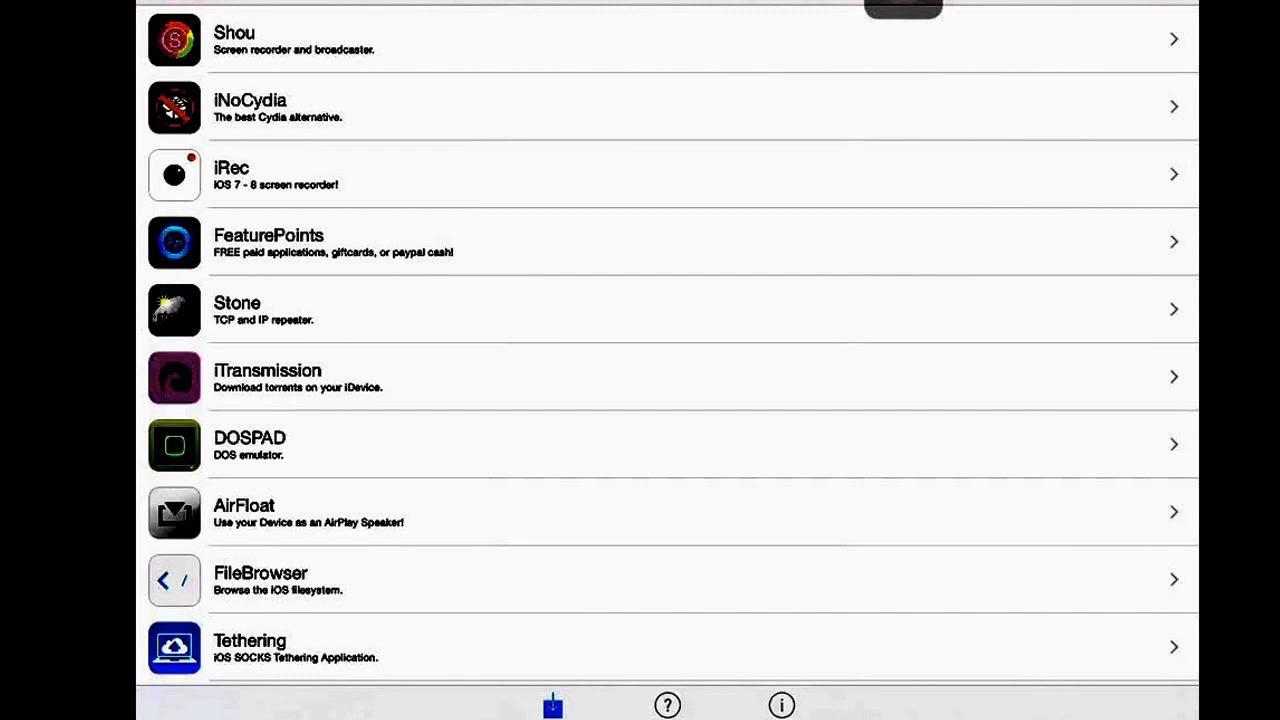 Shou
Screen recorder and broadcaster.
iNoCydia
The best Cydia alternative.
iRec
iOS 7 - 8 screen recorder!
FeaturePoints
FREE paid applications, giftcards, or paypal cash!
Stone
TCP and IP repeater.
iTransmission
Download torrents on your iDevice.
DOSPAD
DOS emulator.
AirFloat
Use your Device as an AirPlay Speaker!
FileBrowser
Browse the iOS filesystem.
Tethering
iOS SOCKS Tethering Application.